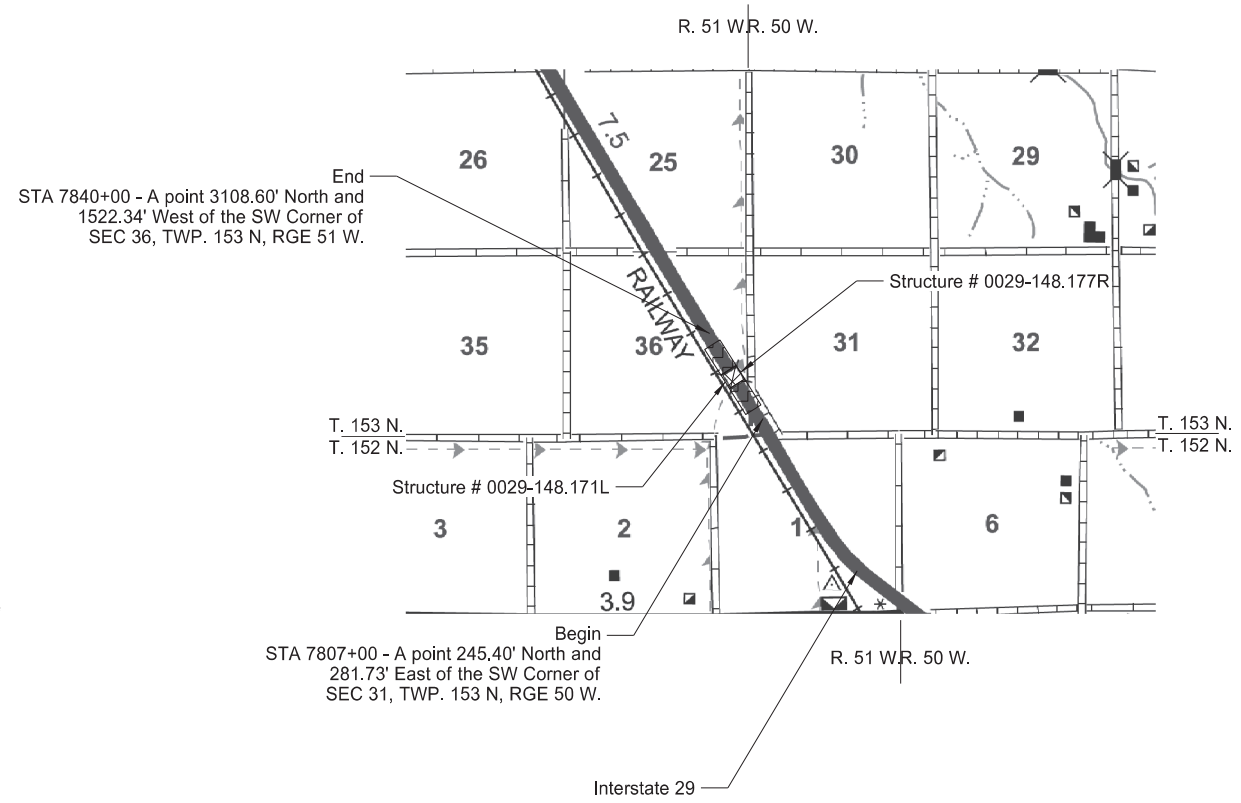 R. 51 W.R. 50 W.
7.5
26
25
30
29
End
STA 7840+00 - A point 3108.60' North and
1522.34' West of the SW Corner of
SEC 36, TWP. 153 N, RGE 51 W.
Structure # 0029-148.177R
RAILWAY
35
36
31
32
T. 153 N.
T. 152 N.
T. 153 N.
T. 152 N.
Structure # 0029-148.171L
3
2
1
6
3.9
Begin
STA 7807+00 - A point 245.40' North and
281.73' East of the SW Corner of
SEC 31, TWP. 153 N, RGE 50 W.
R. 51 W.R. 50 W.
Interstate 29